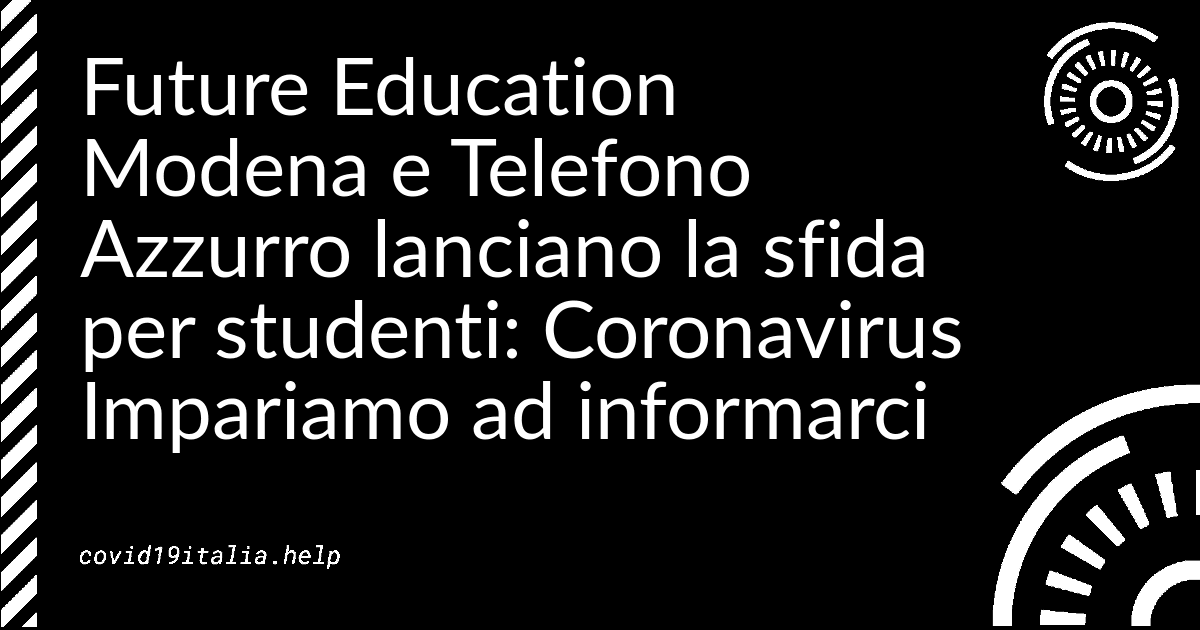 Future Education
Modena e Telefono
Azzurro lanciano la sfida
per studenti: Coronavirus
Impariamo ad informarci
covid19italia.help